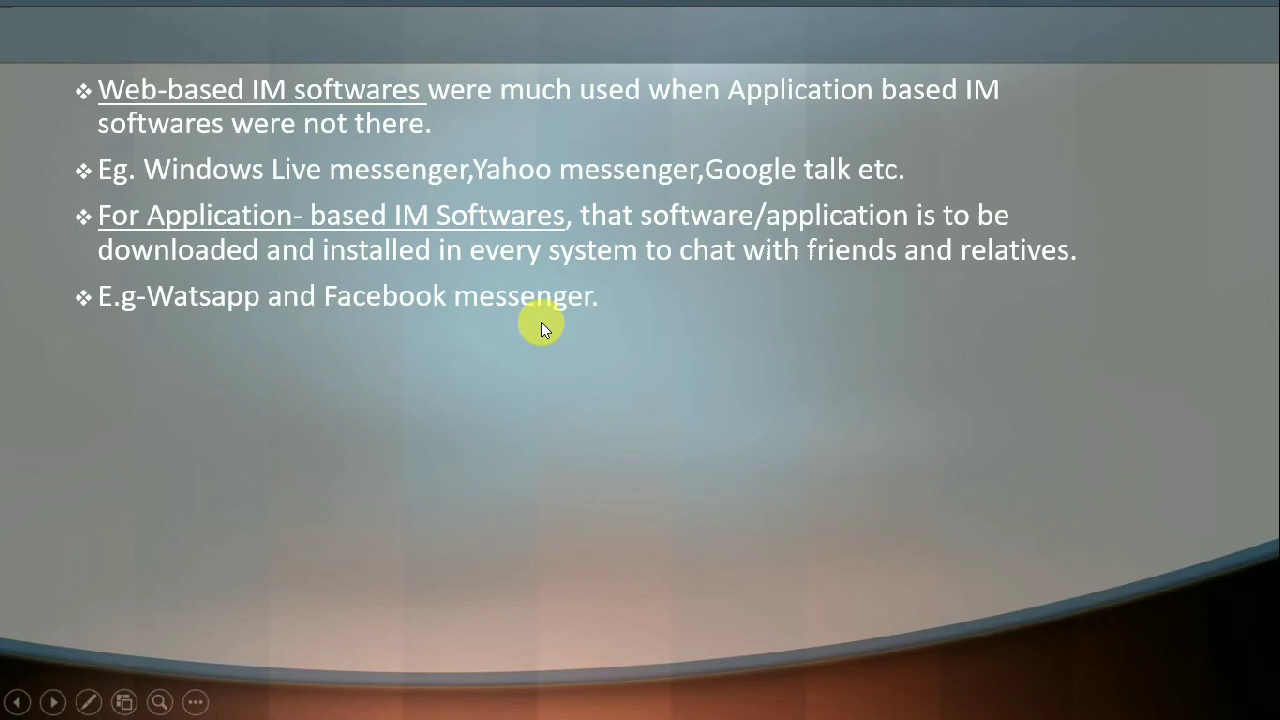 ❖ Web-based IM softwares were much used when Application based IM
softwares were not there.
❖ Eg. Windows Live messenger,Yahoo messenger,Google talk etc.
❖ For Application- based IM Softwares, that software/application is to be
downloaded and installed in every system to chat with friends and relatives.
❖ E.g-Watsapp and Facebook messenger.